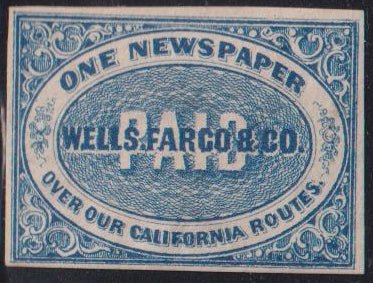 ONE NEWSPAPER
PAID
WELLS, FARGO & CO.
OVER OUR CALIFORNIA ROUTES.